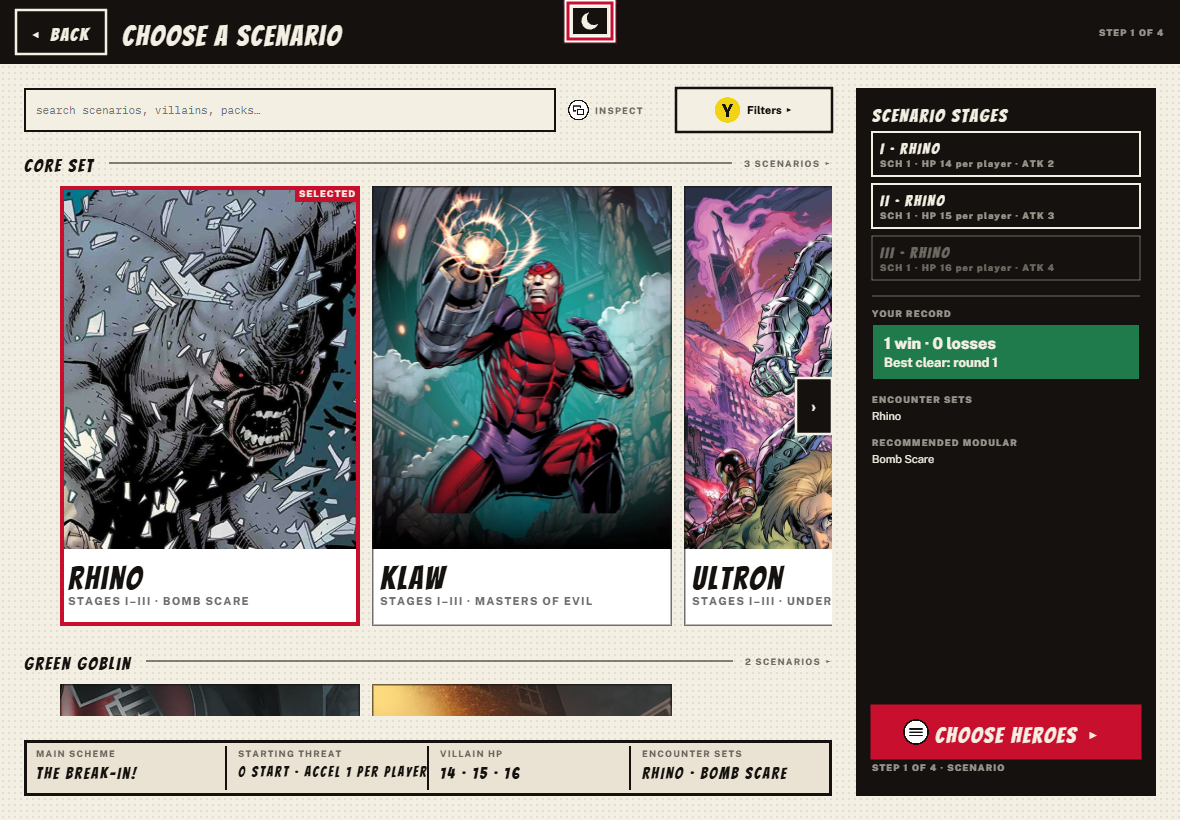 ◂ BACK
CHOOSE A SCENARIO
STEP 1 OF 4
search scenarios, villains, packs…
INSPECT
Y Filters ▸
CORE SET
3 SCENARIOS ▸
SELECTED
RHINO
STAGES I–III · BOMB SCARE
KLAW
STAGES I–III · MASTERS OF EVIL
ULTRON
STAGES I–III · UNDER
›
GREEN GOBLIN
2 SCENARIOS ▸
MAIN SCHEME
THE BREAK-IN!
STARTING THREAT
0 START · ACCEL 1 PER PLAYER
VILLAIN HP
14 · 15 · 16
ENCOUNTER SETS
RHINO · BOMB SCARE
SCENARIO STAGES
I - RHINO
SCH 1 · HP 14 per player · ATK 2
II - RHINO
SCH 1 · HP 15 per player · ATK 3
III - RHINO
SCH 1 · HP 16 per player · ATK 4
YOUR RECORD
1 win · 0 losses
Best clear: round 1
ENCOUNTER SETS
Rhino
RECOMMENDED MODULAR
Bomb Scare
CHOOSE HEROES ▸
STEP 1 OF 4 · SCENARIO